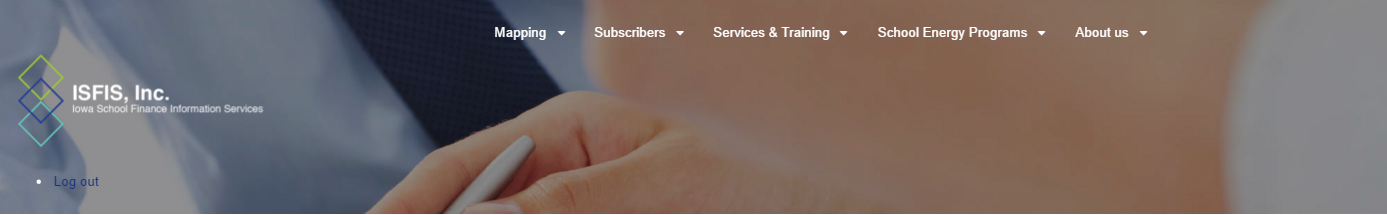 Mapping Subscribers Services & Training School Energy Programs About us
ISFIS, Inc.
Iowa School Finance Information Services
Log out